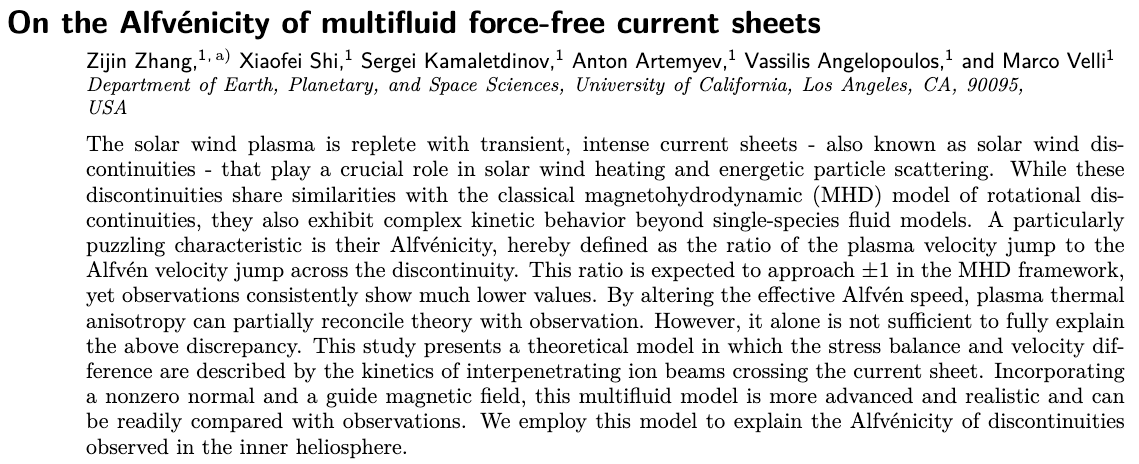 On the Alfvénicity of multifluid force-free current sheets
Zijin Zhang,1, a) Xiaofei Shi,1 Sergei Kamaletdinov,1 Anton Artemyev,1 Vassilis Angelopoulos,1 and Marco Velli1
Department of Earth, Planetary, and Space Sciences, University of California, Los Angeles, CA, 90095,
USA
The solar wind plasma is replete with transient, intense current sheets - also known as solar wind dis-
continuities - that play a crucial role in solar wind heating and energetic particle scattering. While these
discontinuities share similarities with the classical magnetohydrodynamic (MHD) model of rotational dis-
continuities, they also exhibit complex kinetic behavior beyond single-species fluid models. A particularly
puzzling characteristic is their Alfvénicity, hereby defined as the ratio of the plasma velocity jump to the
Alfvén velocity jump across the discontinuity. This ratio is expected to approach ±1 in the MHD framework,
yet observations consistently show much lower values. By altering the effective Alfvén speed, plasma thermal
anisotropy can partially reconcile theory with observation. However, it alone is not sufficient to fully explain
the above discrepancy. This study presents a theoretical model in which the stress balance and velocity dif-
ference are described by the kinetics of interpenetrating ion beams crossing the current sheet. Incorporating
a nonzero normal and a guide magnetic field, this multifluid model is more advanced and realistic and can
be readily compared with observations. We employ this model to explain the Alfvénicity of discontinuities
observed in the inner heliosphere.